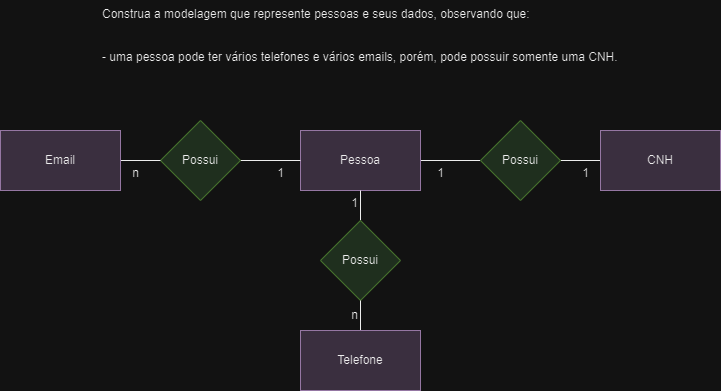 Construa a modelagem que represente pessoas e seus dados, observando que:
- uma pessoa pode ter vários telefones e vários emails, porém, pode possuir somente uma CNH.
Email
n
Possui
1
Pessoa
1
Possui
1
CNH
1
Possui
n
Telefone